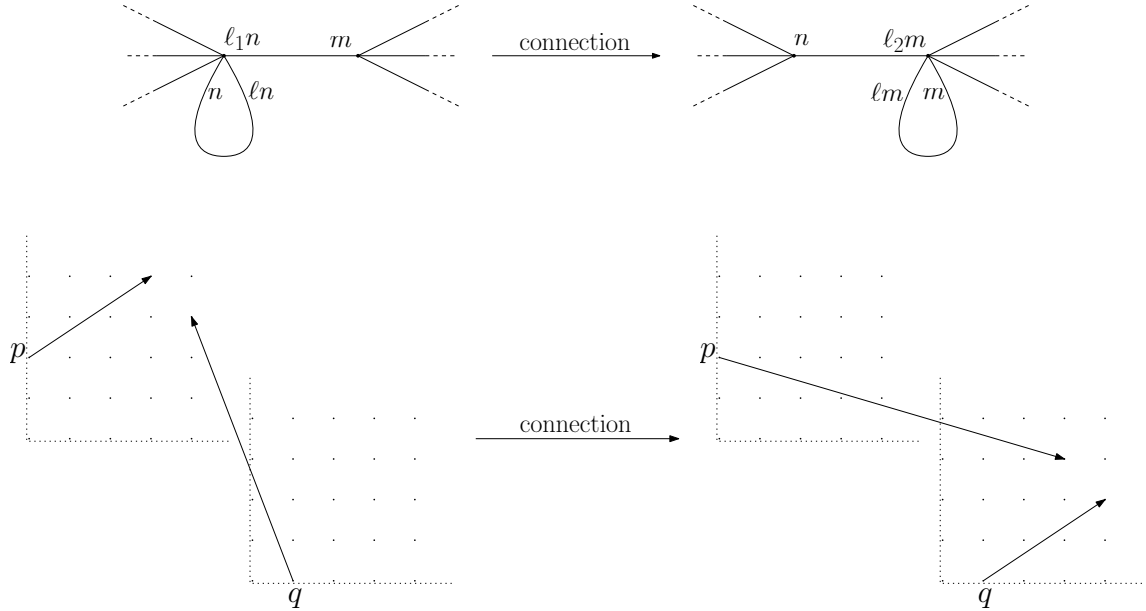 ℓ₁n m connection n ℓ₂m
n ℓn ℓm m
p p
connection
q q